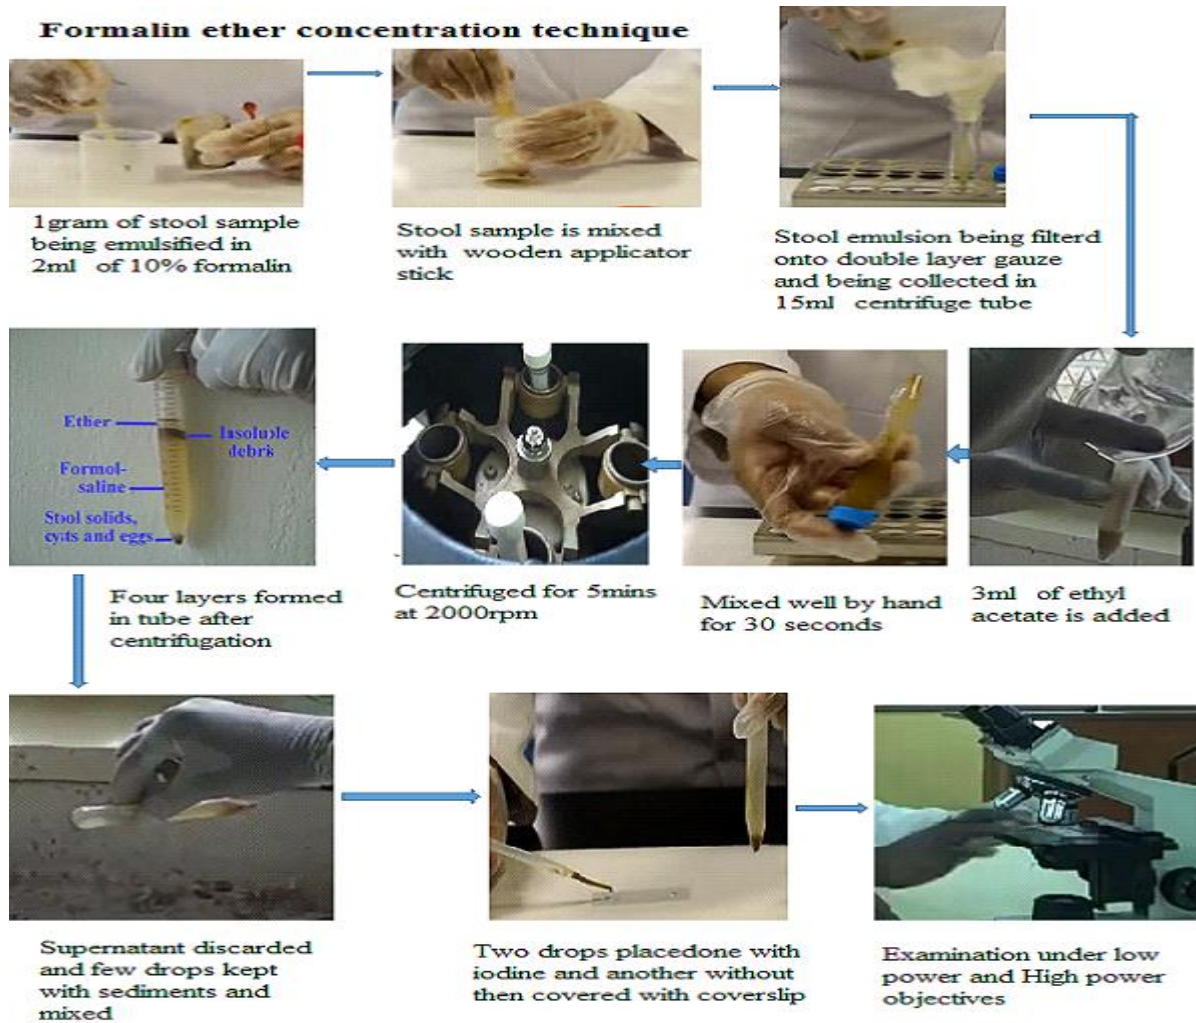 Formalin ether concentration technique
1gram of stool sample
being emulsified in
2ml of 10% formalin
Stool sample is mixed
with wooden applicator
stick
Stool emulsion being filterd
onto double layer gauze
and being collected in
15ml centrifuge tube
3ml of ethyl
acetate is added
Mixed well by hand
for 30 seconds
Centrifuged for 5mins
at 2000rpm
Ether
Insoluble
debris
Formol-
saline
Stool solids,
cysts and eggs
Four layers formed
in tube after
centrifugation
Supernatant discarded
and few drops kept
with sediments and
mixed
Two drops placedone with
iodine and another without
then covered with coverslip
Examination under low
power and High power
objectives